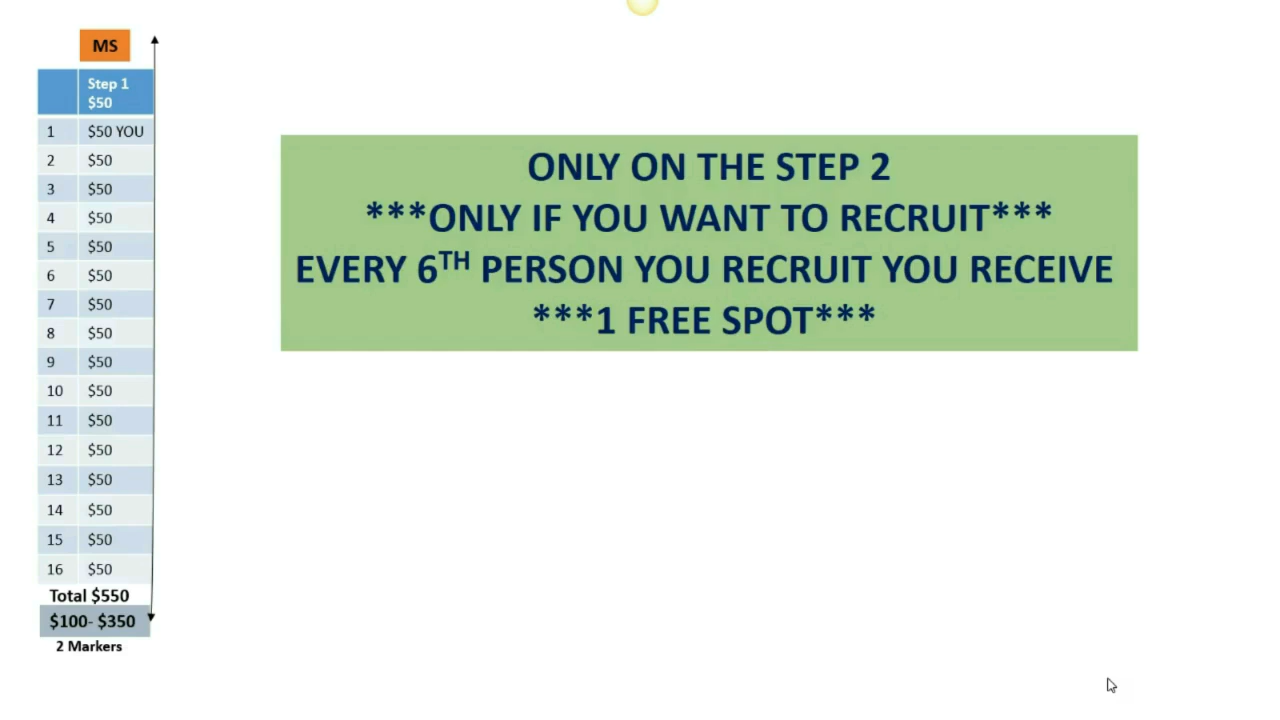 MS
Step 1
$50
1 $50 YOU
2 $50
3 $50
4 $50
5 $50
6 $50
7 $50
8 $50
9 $50
10 $50
11 $50
12 $50
13 $50
14 $50
15 $50
16 $50
Total $550
$100- $350
2 Markers
ONLY ON THE STEP 2
***ONLY IF YOU WANT TO RECRUIT***
EVERY 6TH PERSON YOU RECRUIT YOU RECEIVE
***1 FREE SPOT***